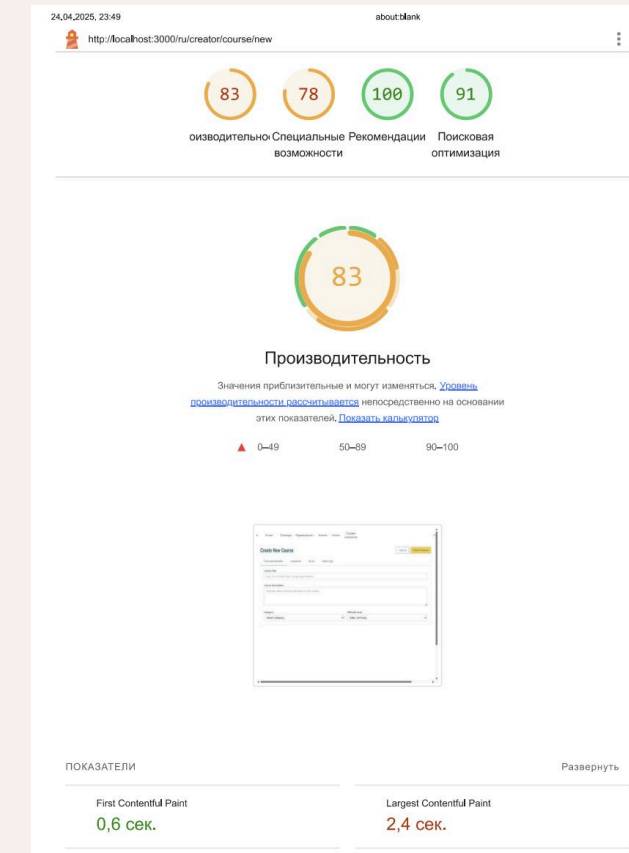 24.04.2025, 23:49
about:blank
http://localhost:3000/ru/creator/course/new
83
78
100
91
оизводительно
Специальные
возможности
Рекомендации
Поисковая
оптимизация
83
Производительность
Значения приблизительные и могут изменяться. Уровень
производительности рассчитывается непосредственно на основании
этих показателей. Показать калькулятор
0–49
50–89
90–100
Create New Course
ПОКАЗАТЕЛИ
Развернуть
First Contentful Paint
0,6 сек.
Largest Contentful Paint
2,4 сек.